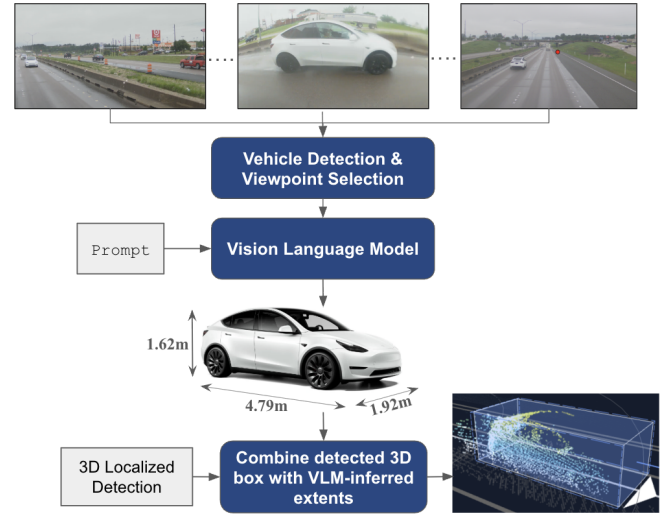 Vehicle Detection &
Viewpoint Selection
Prompt
Vision Language Model
1.62m
4.79m
1.92m
3D Localized
Detection
Combine detected 3D
box with VLM-inferred
extents